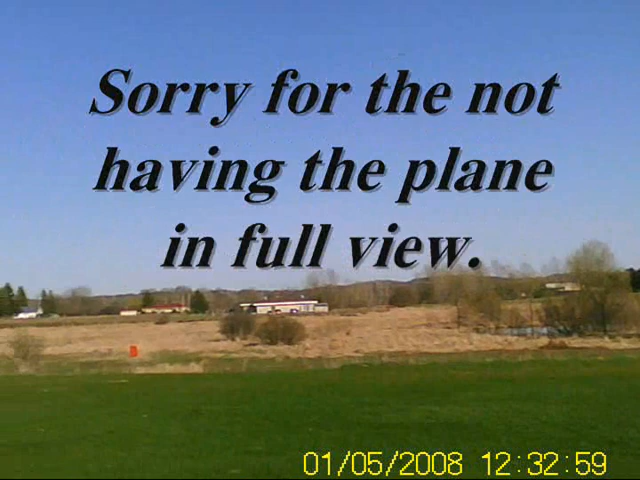 Sorry for the not
having the plane
in full view.
01/05/2008 12:32:59